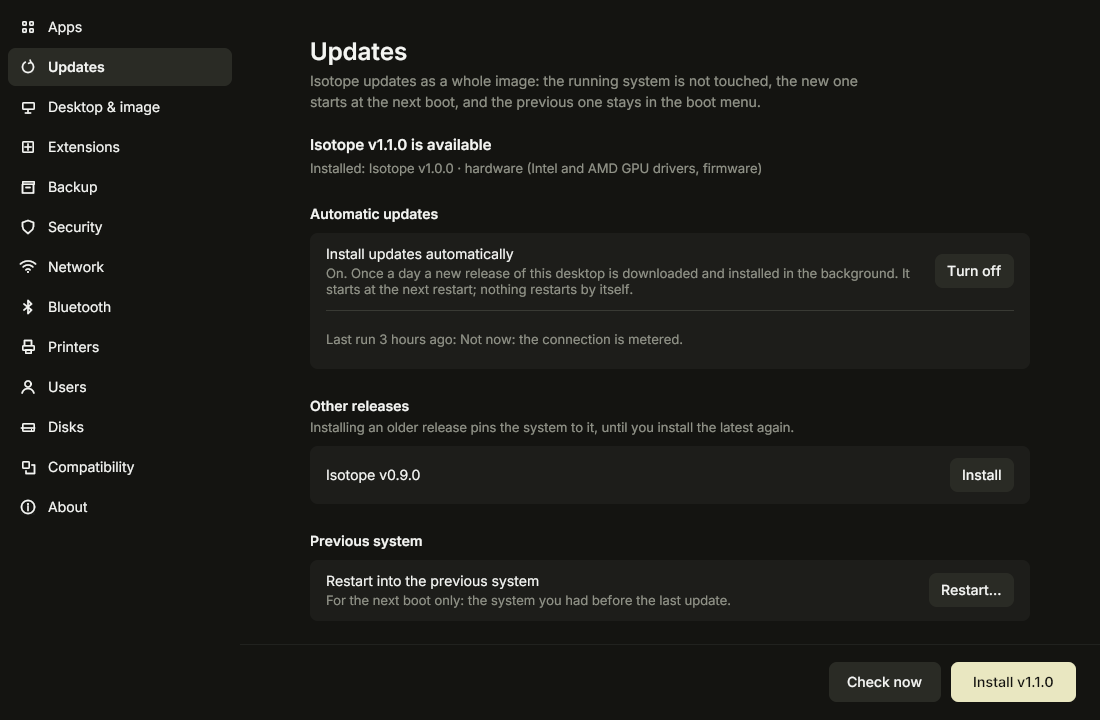 Apps
Updates
Desktop & image
Extensions
Backup
Security
Network
Bluetooth
Printers
Users
Disks
Compatibility
About
Updates
Isotope updates as a whole image: the running system is not touched, the new one
starts at the next boot, and the previous one stays in the boot menu.
Isotope v1.1.0 is available
Installed: Isotope v1.0.0 · hardware (Intel and AMD GPU drivers, firmware)
Automatic updates
Install updates automatically
On. Once a day a new release of this desktop is downloaded and installed in the background. It
starts at the next restart; nothing restarts by itself.
Turn off
Last run 3 hours ago: Not now: the connection is metered.
Other releases
Installing an older release pins the system to it, until you install the latest again.
Isotope v0.9.0
Install
Previous system
Restart into the previous system
For the next boot only: the system you had before the last update.
Restart...
Check now
Install v1.1.0